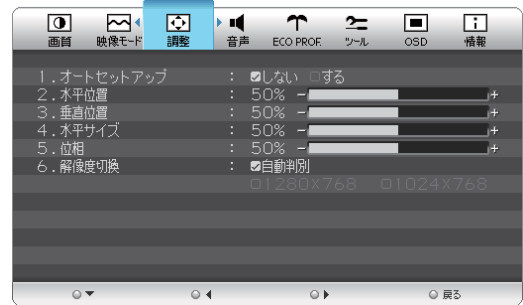 画質 映像モード 調整 音声 ECO PROF. ツール OSD 情報
1.オートセットアップ : ☑しない □する
2.水平位置 : 50% − +
3.垂直位置 : 50% − +
4.水平サイズ : 50% − +
5.位相 : 50% − +
6.解像度切換 : ☑自動判別
□1280X768 □1024X768
戻る